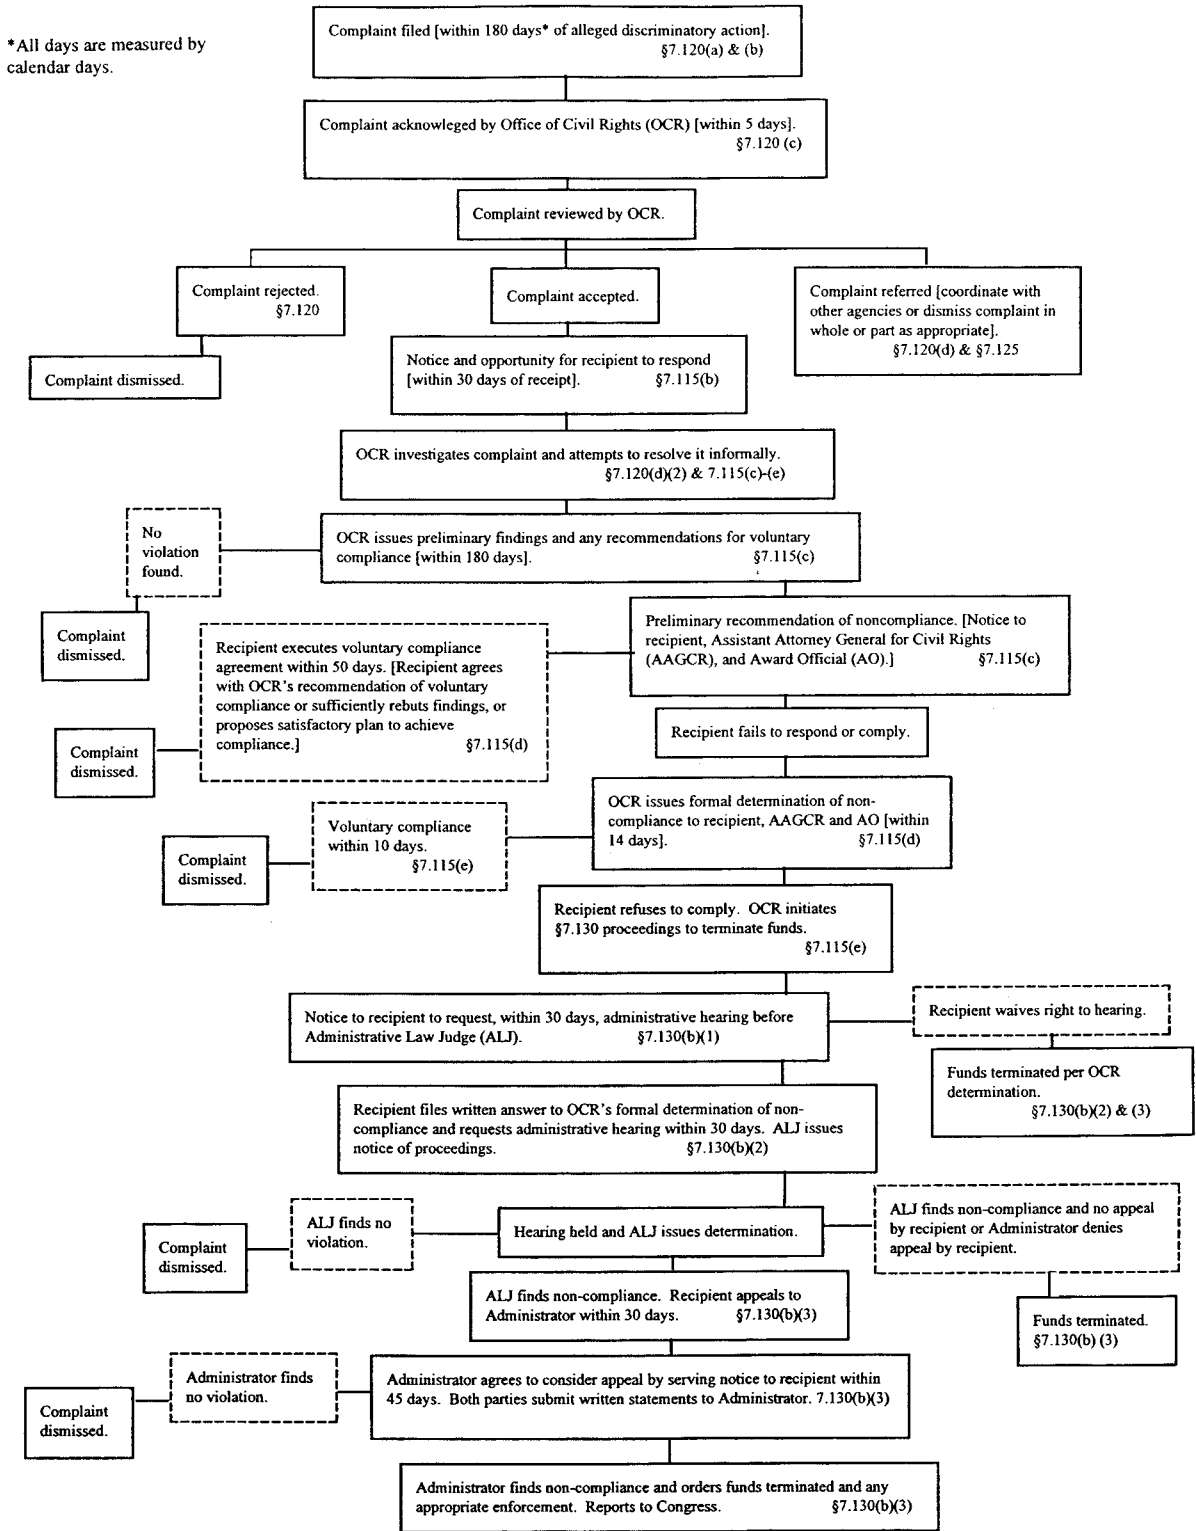 *All days are measured by
calendar days.
Complaint filed [within 180 days* of alleged discriminatory action].
§7.120(a) & (b)
Complaint acknowleged by Office of Civil Rights (OCR) [within 5 days].
§7.120 (c)
Complaint reviewed by OCR.
Complaint rejected.
§7.120
Complaint dismissed.
Complaint accepted.
Complaint referred [coordinate with
other agencies or dismiss complaint in
whole or part as appropriate].
§7.120(d) & §7.125
Notice and opportunity for recipient to respond
[within 30 days of receipt]. §7.115(b)
OCR investigates complaint and attempts to resolve it informally.
§7.120(d)(2) & 7.115(c)-(e)
No
violation
found.
OCR issues preliminary findings and any recommendations for voluntary
compliance [within 180 days]. §7.115(c)
Complaint
dismissed.
Preliminary recommendation of noncompliance. [Notice to
recipient, Assistant Attorney General for Civil Rights
(AAGCR), and Award Official (AO).] §7.115(c)
Recipient executes voluntary compliance
agreement within 50 days. [Recipient agrees
with OCR's recommendation of voluntary
compliance or sufficiently rebuts findings, or
proposes satisfactory plan to achieve
compliance.] §7.115(d)
Complaint
dismissed.
Recipient fails to respond or comply.
OCR issues formal determination of non-
compliance to recipient, AAGCR and AO [within
14 days]. §7.115(d)
Voluntary compliance
within 10 days.
§7.115(e)
Complaint
dismissed.
Recipient refuses to comply. OCR initiates
§7.130 proceedings to terminate funds.
§7.115(e)
Notice to recipient to request, within 30 days, administrative hearing before
Administrative Law Judge (ALJ). §7.130(b)(1)
Recipient waives right to hearing.
Funds terminated per OCR
determination.
§7.130(b)(2) & (3)
Recipient files written answer to OCR's formal determination of non-
compliance and requests administrative hearing within 30 days. ALJ issues
notice of proceedings. §7.130(b)(2)
ALJ finds no
violation.
Complaint
dismissed.
Hearing held and ALJ issues determination.
ALJ finds non-compliance and no appeal
by recipient or Administrator denies
appeal by recipient.
Funds terminated.
§7.130(b) (3)
ALJ finds non-compliance. Recipient appeals to
Administrator within 30 days. §7.130(b)(3)
Administrator finds
no violation.
Complaint
dismissed.
Administrator agrees to consider appeal by serving notice to recipient within
45 days. Both parties submit written statements to Administrator. 7.130(b)(3)
Administrator finds non-compliance and orders funds terminated and any
appropriate enforcement. Reports to Congress. §7.130(b)(3)